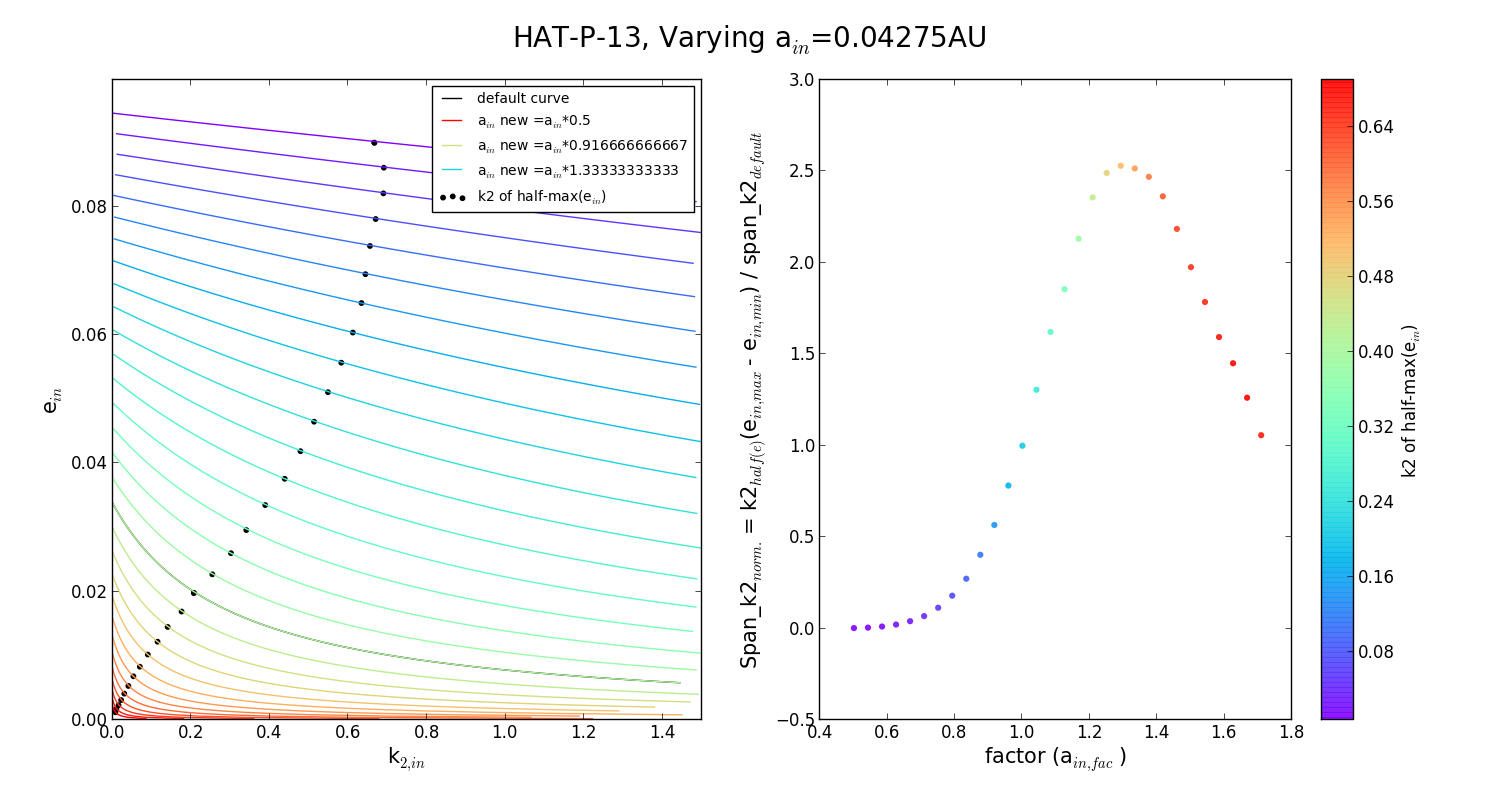 HAT-P-13, Varying a_in=0.04275AU
default curve
a_in new =a_in*0.5
a_in new =a_in*0.916666666667
a_in new =a_in*1.33333333333
k2 of half-max(e_in)
e_in
0.08
0.06
0.04
0.02
0.00
0.0 0.2 0.4 0.6 0.8 1.0 1.2 1.4
k_2,in
Span_k2_norm. = k2_half(e)(e_in,max - e_in,min) / span_k2_default
3.0
2.5
2.0
1.5
1.0
0.5
0.0
−0.5
0.4 0.6 0.8 1.0 1.2 1.4 1.6 1.8
factor (a_in,fac )
0.64
0.56
0.48
0.40
0.32
0.24
0.16
0.08
k2 of half-max(e_in)